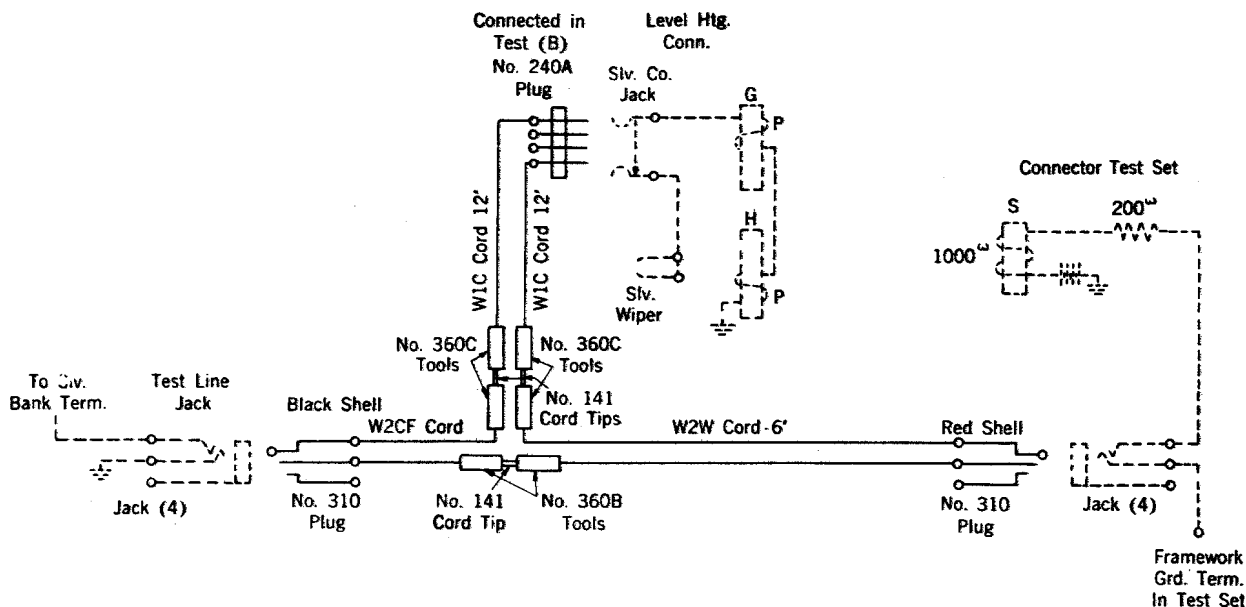 Connected in
Test (B)
No. 240A
Plug
Level Htg.
Conn.
Slv. Co.
Jack
G
P
H
P
Slv.
Wiper
W1C Cord 12'
W1C Cord 12'
Connector Test Set
S
200ω
1000ω
No. 360C
Tools
No. 360C
Tools
No. 141
Cord Tips
To
Bank Term.
Test Line
Jack
Black Shell
W2CF Cord
W2W Cord-6'
Red Shell
Jack (4)
No. 310
Plug
No. 141
Cord Tip
No. 360B
Tools
No. 310
Plug
Jack (4)
Framework
Grd. Term.
In Test Set